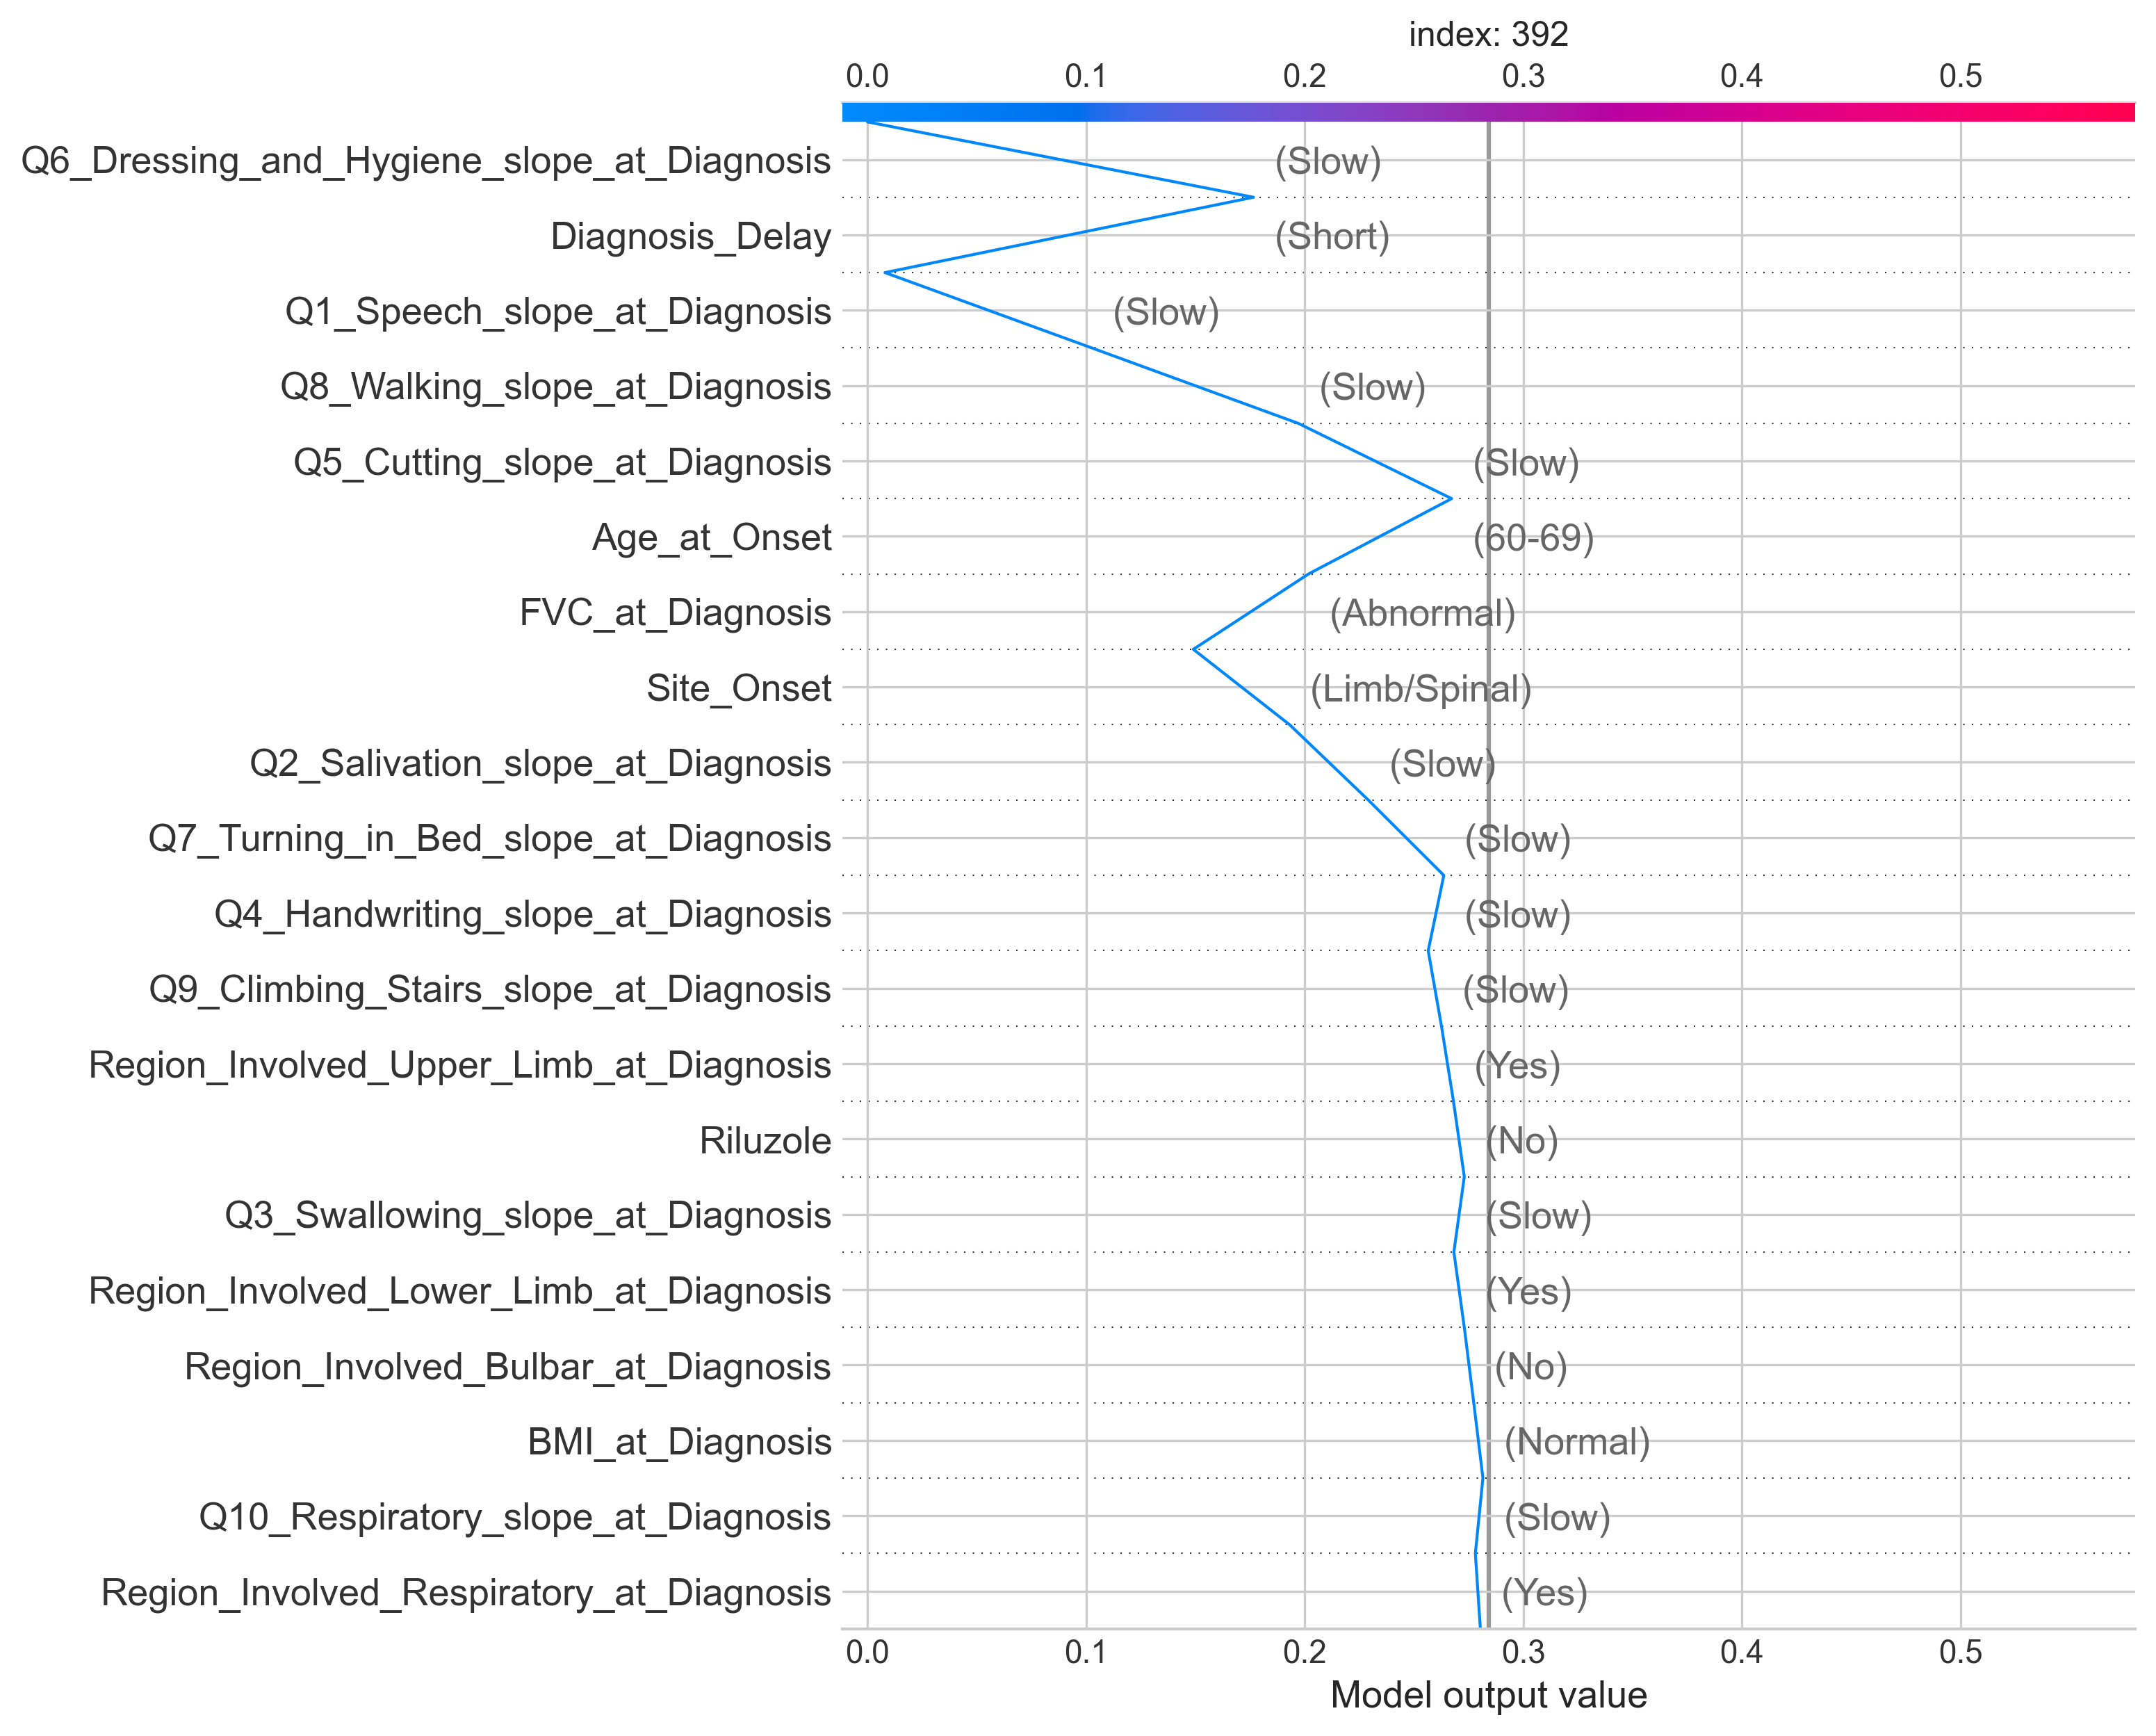 index: 392
0.0 0.1 0.2 0.3 0.4 0.5
Q6_Dressing_and_Hygiene_slope_at_Diagnosis (Slow)
Diagnosis_Delay (Short)
Q1_Speech_slope_at_Diagnosis (Slow)
Q8_Walking_slope_at_Diagnosis (Slow)
Q5_Cutting_slope_at_Diagnosis (Slow)
Age_at_Onset (60-69)
FVC_at_Diagnosis (Abnormal)
Site_Onset (Limb/Spinal)
Q2_Salivation_slope_at_Diagnosis (Slow)
Q7_Turning_in_Bed_slope_at_Diagnosis (Slow)
Q4_Handwriting_slope_at_Diagnosis (Slow)
Q9_Climbing_Stairs_slope_at_Diagnosis (Slow)
Region_Involved_Upper_Limb_at_Diagnosis (Yes)
Riluzole (No)
Q3_Swallowing_slope_at_Diagnosis (Slow)
Region_Involved_Lower_Limb_at_Diagnosis (Yes)
Region_Involved_Bulbar_at_Diagnosis (No)
BMI_at_Diagnosis (Normal)
Q10_Respiratory_slope_at_Diagnosis (Slow)
Region_Involved_Respiratory_at_Diagnosis (Yes)
0.0 0.1 0.2 0.3 0.4 0.5
Model output value